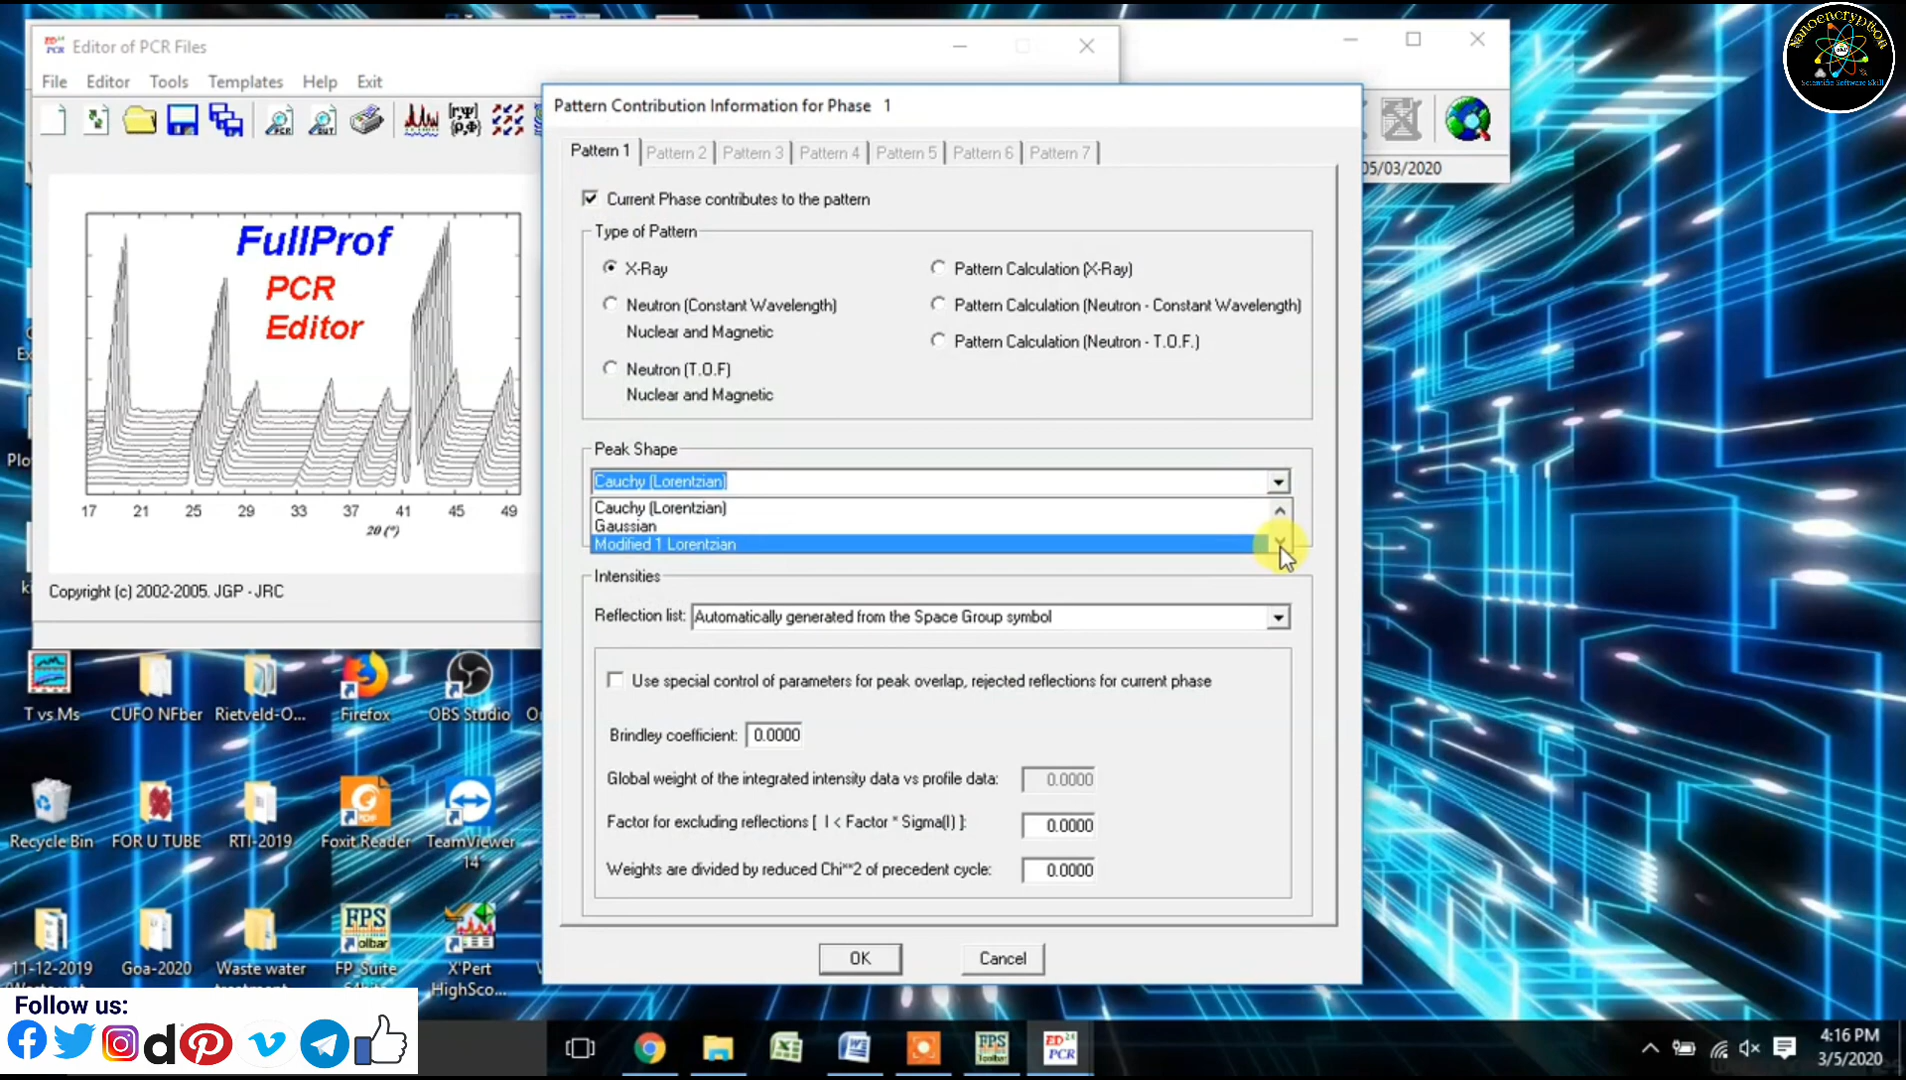 Editor of PCR Files
File Editor Tools Templates Help Exit
FullProf
PCR
Editor
17 21 25 29 33 37 41 45 49
2θ (°)
Copyright (c) 2002-2005. JGP - JRC
Pattern Contribution Information for Phase 1
Pattern 1 Pattern 2 Pattern 3 Pattern 4 Pattern 5 Pattern 6 Pattern 7
Current Phase contributes to the pattern
Type of Pattern
X-Ray
Pattern Calculation (X-Ray)
Neutron (Constant Wavelength)
Nuclear and Magnetic
Pattern Calculation (Neutron - Constant Wavelength)
Pattern Calculation (Neutron - T.O.F.)
Neutron (T.O.F)
Nuclear and Magnetic
Peak Shape
Cauchy (Lorentzian)
Cauchy (Lorentzian)
Gaussian
Modified 1 Lorentzian
Intensities
Reflection list: Automatically generated from the Space Group symbol
Use special control of parameters for peak overlap, rejected reflections for current phase
Brindley coefficient: 0.0000
Global weight of the integrated intensity data vs profile data: 0.0000
Factor for excluding reflections [ I < Factor * Sigma(I) ]: 0.0000
Weights are divided by reduced Chi**2 of precedent cycle: 0.0000
OK Cancel
05/03/2020
Nanoencryption
Scientific Software Skill
T vs Ms
CUFO NFber
Rietveld-O...
Firefox
OBS Studio
Recycle Bin
FOR U TUBE
RTI-2019
Foxit Reader
TeamViewer
14
11-12-2019
Goa-2020
Waste water
FPS
olbar
FP_Suite
X'Pert
HighSco...
Follow us:
FPS
Toolbar
ED
PCR
4:16 PM
3/5/2020